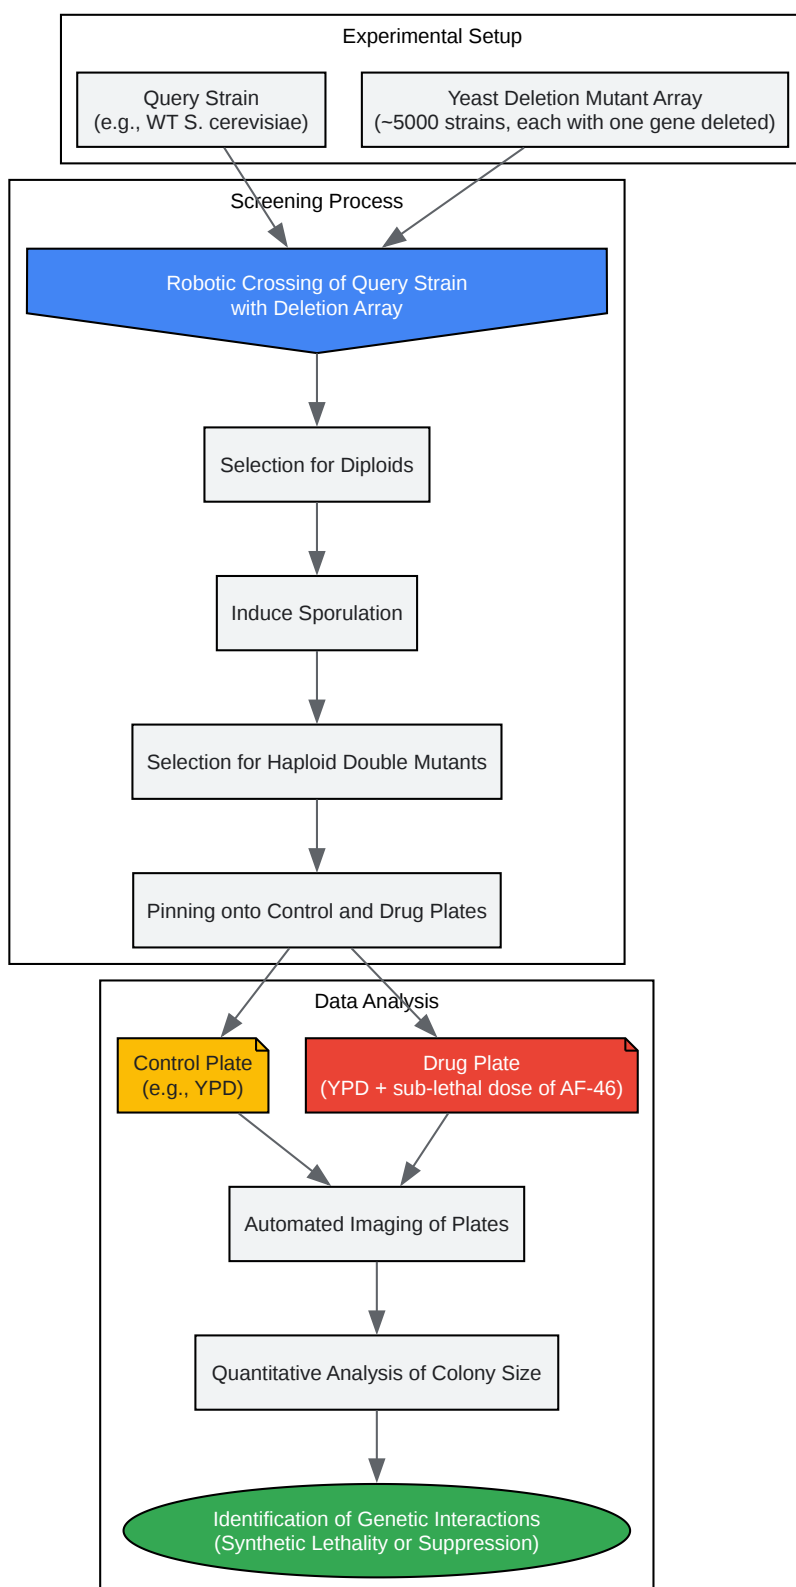 Experimental Setup
Query Strain
(e.g., WT S. cerevisiae)
Yeast Deletion Mutant Array
(~5000 strains, each with one gene deleted)
Screening Process
Robotic Crossing of Query Strain
with Deletion Array
Selection for Diploids
Induce Sporulation
Selection for Haploid Double Mutants
Pinning onto Control and Drug Plates
Data Analysis
Control Plate
(e.g., YPD)
Drug Plate
(YPD + sub-lethal dose of AF-46)
Automated Imaging of Plates
Quantitative Analysis of Colony Size
Identification of Genetic Interactions
(Synthetic Lethality or Suppression)